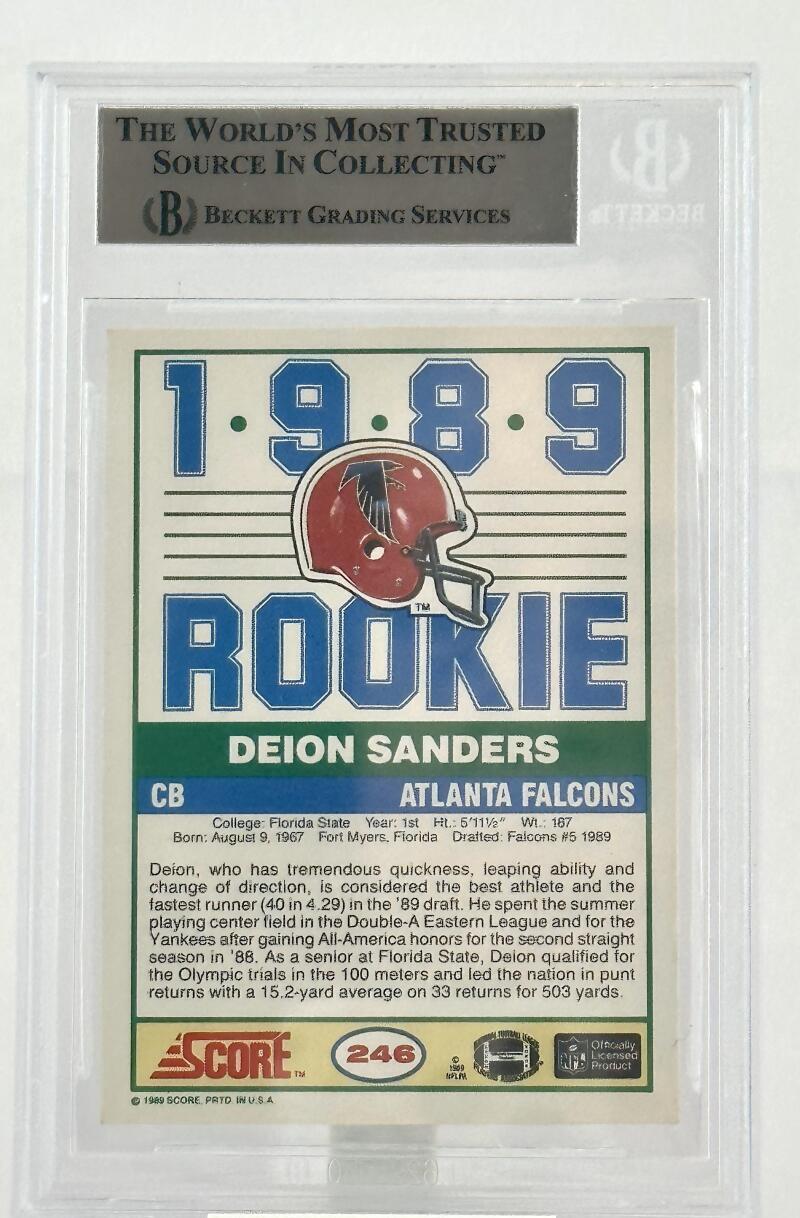 THE WORLD'S MOST TRUSTED
SOURCE IN COLLECTING™
B BECKETT GRADING SERVICES
B
BECKETT
1·9·8·9
TM
ROOKIE
DEION SANDERS
CB ATLANTA FALCONS
College: Florida State Year: 1st Ht.: 5'11½" Wt.: 167
Born: August 9, 1967 Fort Myers, Florida Drafted: Falcons #5 1989
Deion, who has tremendous quickness, leaping ability and
change of direction, is considered the best athlete and the
fastest runner (40 in 4.29) in the '89 draft. He spent the summer
playing center field in the Double-A Eastern League and for the
Yankees after gaining All-America honors for the second straight
season in '88. As a senior at Florida State, Deion qualified for
the Olympic trials in the 100 meters and led the nation in punt
returns with a 15.2-yard average on 33 returns for 503 yards.
SCORE™ 246
©
1989
NFL
Officially
Licensed
Product
© 1989 SCORE, PRTD. IN U.S.A.